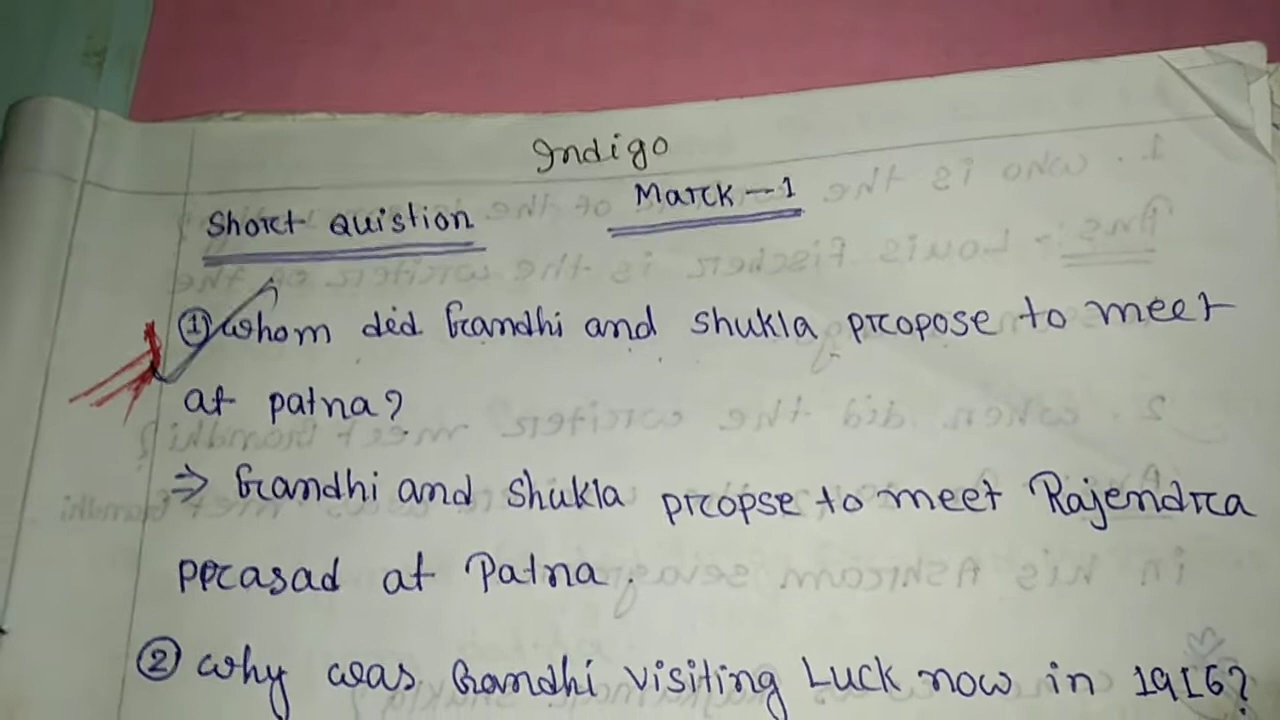 Indigo
Short Quistion Mark-1
① Whom did Gandhi and Shukla propose to meet
at patna?
⇒ Gandhi and Shukla propse to meet Rajendra
prasad at Patna.
② Why was Gandhi visiting Luck now in 1916?